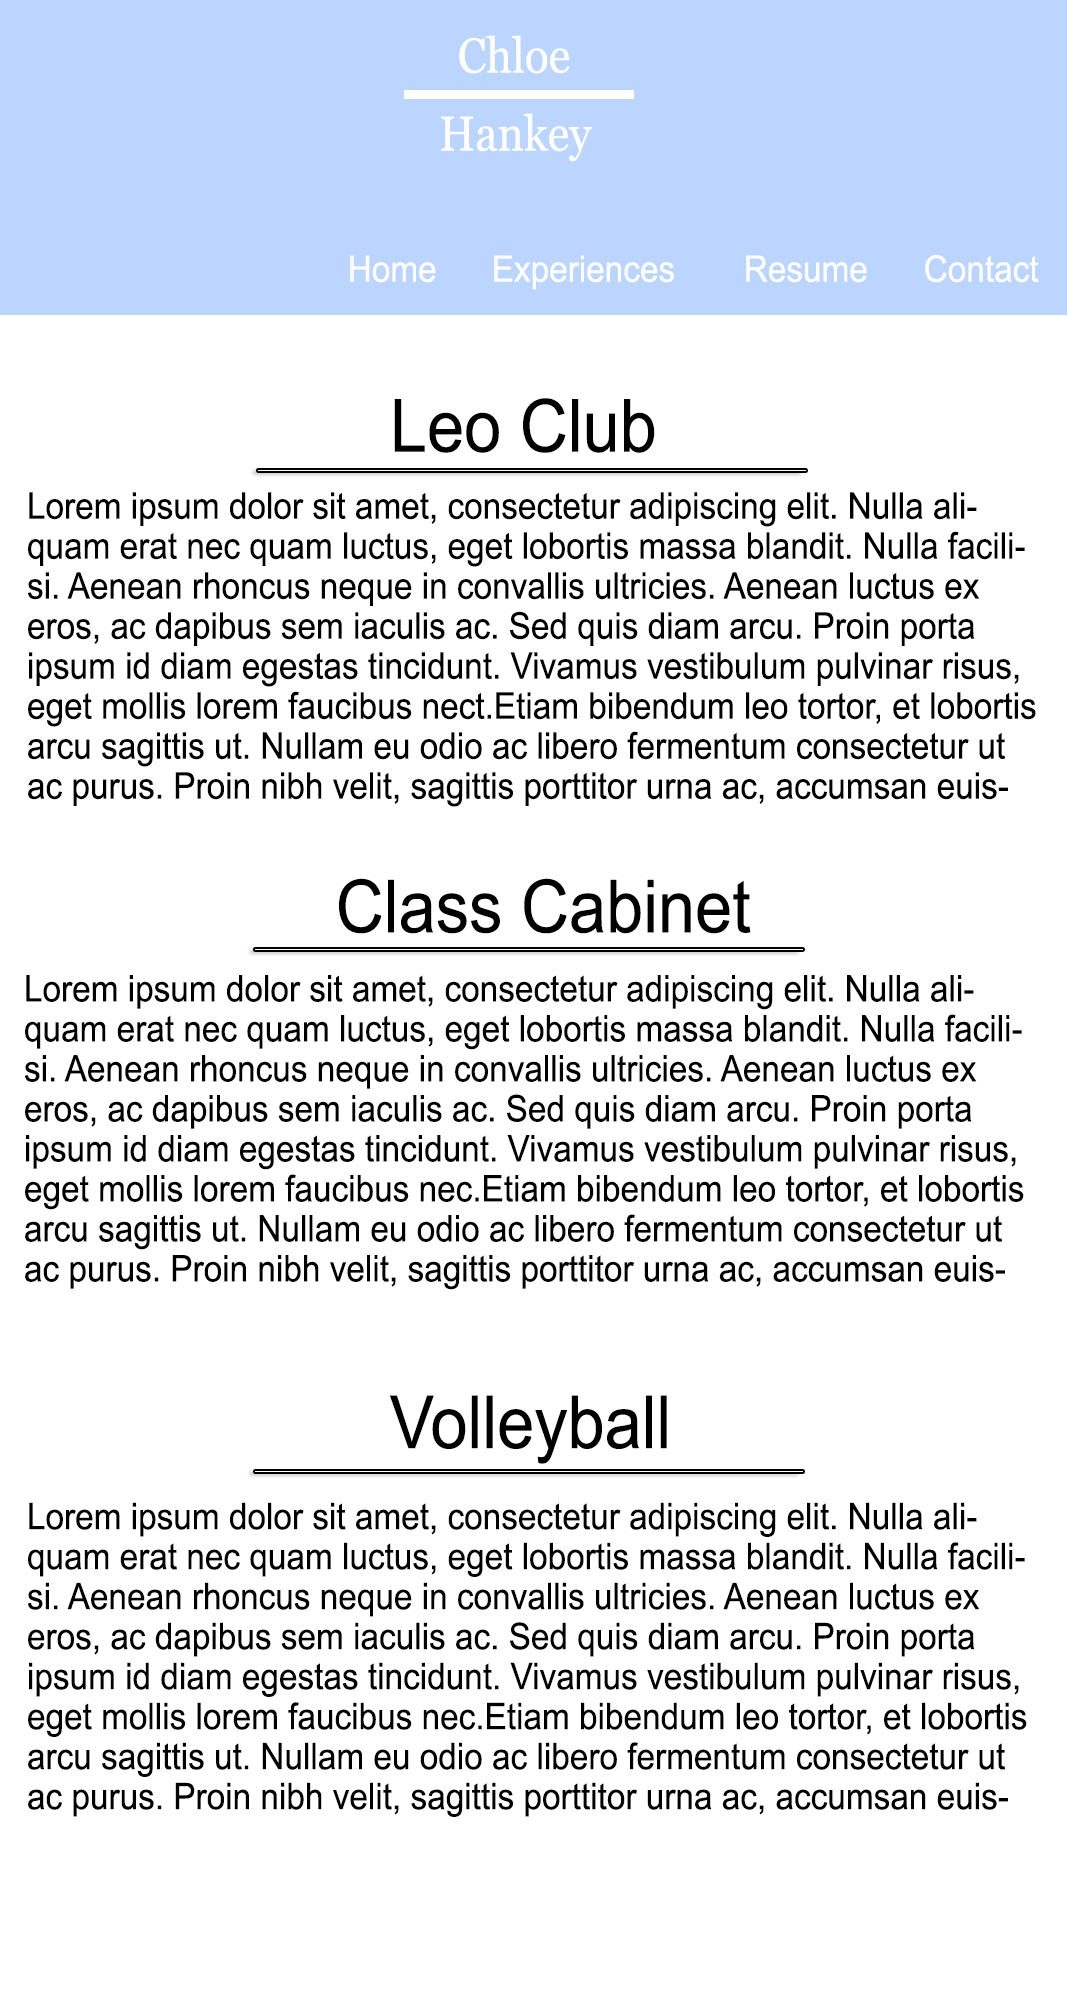 Chloe
Hankey
Home Experiences Resume Contact
Leo Club
Lorem ipsum dolor sit amet, consectetur adipiscing elit. Nulla ali-
quam erat nec quam luctus, eget lobortis massa blandit. Nulla facili-
si. Aenean rhoncus neque in convallis ultricies. Aenean luctus ex
eros, ac dapibus sem iaculis ac. Sed quis diam arcu. Proin porta
ipsum id diam egestas tincidunt. Vivamus vestibulum pulvinar risus,
eget mollis lorem faucibus nect.Etiam bibendum leo tortor, et lobortis
arcu sagittis ut. Nullam eu odio ac libero fermentum consectetur ut
ac purus. Proin nibh velit, sagittis porttitor urna ac, accumsan euis-
Class Cabinet
Lorem ipsum dolor sit amet, consectetur adipiscing elit. Nulla ali-
quam erat nec quam luctus, eget lobortis massa blandit. Nulla facili-
si. Aenean rhoncus neque in convallis ultricies. Aenean luctus ex
eros, ac dapibus sem iaculis ac. Sed quis diam arcu. Proin porta
ipsum id diam egestas tincidunt. Vivamus vestibulum pulvinar risus,
eget mollis lorem faucibus nec.Etiam bibendum leo tortor, et lobortis
arcu sagittis ut. Nullam eu odio ac libero fermentum consectetur ut
ac purus. Proin nibh velit, sagittis porttitor urna ac, accumsan euis-
Volleyball
Lorem ipsum dolor sit amet, consectetur adipiscing elit. Nulla ali-
quam erat nec quam luctus, eget lobortis massa blandit. Nulla facili-
si. Aenean rhoncus neque in convallis ultricies. Aenean luctus ex
eros, ac dapibus sem iaculis ac. Sed quis diam arcu. Proin porta
ipsum id diam egestas tincidunt. Vivamus vestibulum pulvinar risus,
eget mollis lorem faucibus nec.Etiam bibendum leo tortor, et lobortis
arcu sagittis ut. Nullam eu odio ac libero fermentum consectetur ut
ac purus. Proin nibh velit, sagittis porttitor urna ac, accumsan euis-